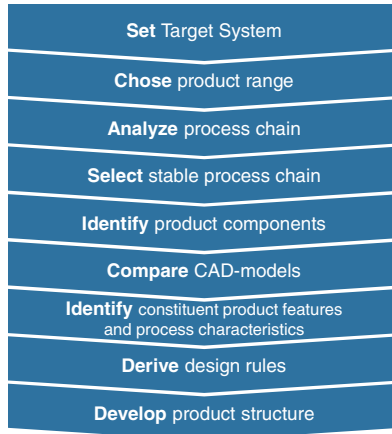 Set Target System
Chose product range
Analyze process chain
Select stable process chain
Identify product components
Compare CAD-models
Identify constituent product features
and process characteristics
Derive design rules
Develop product structure